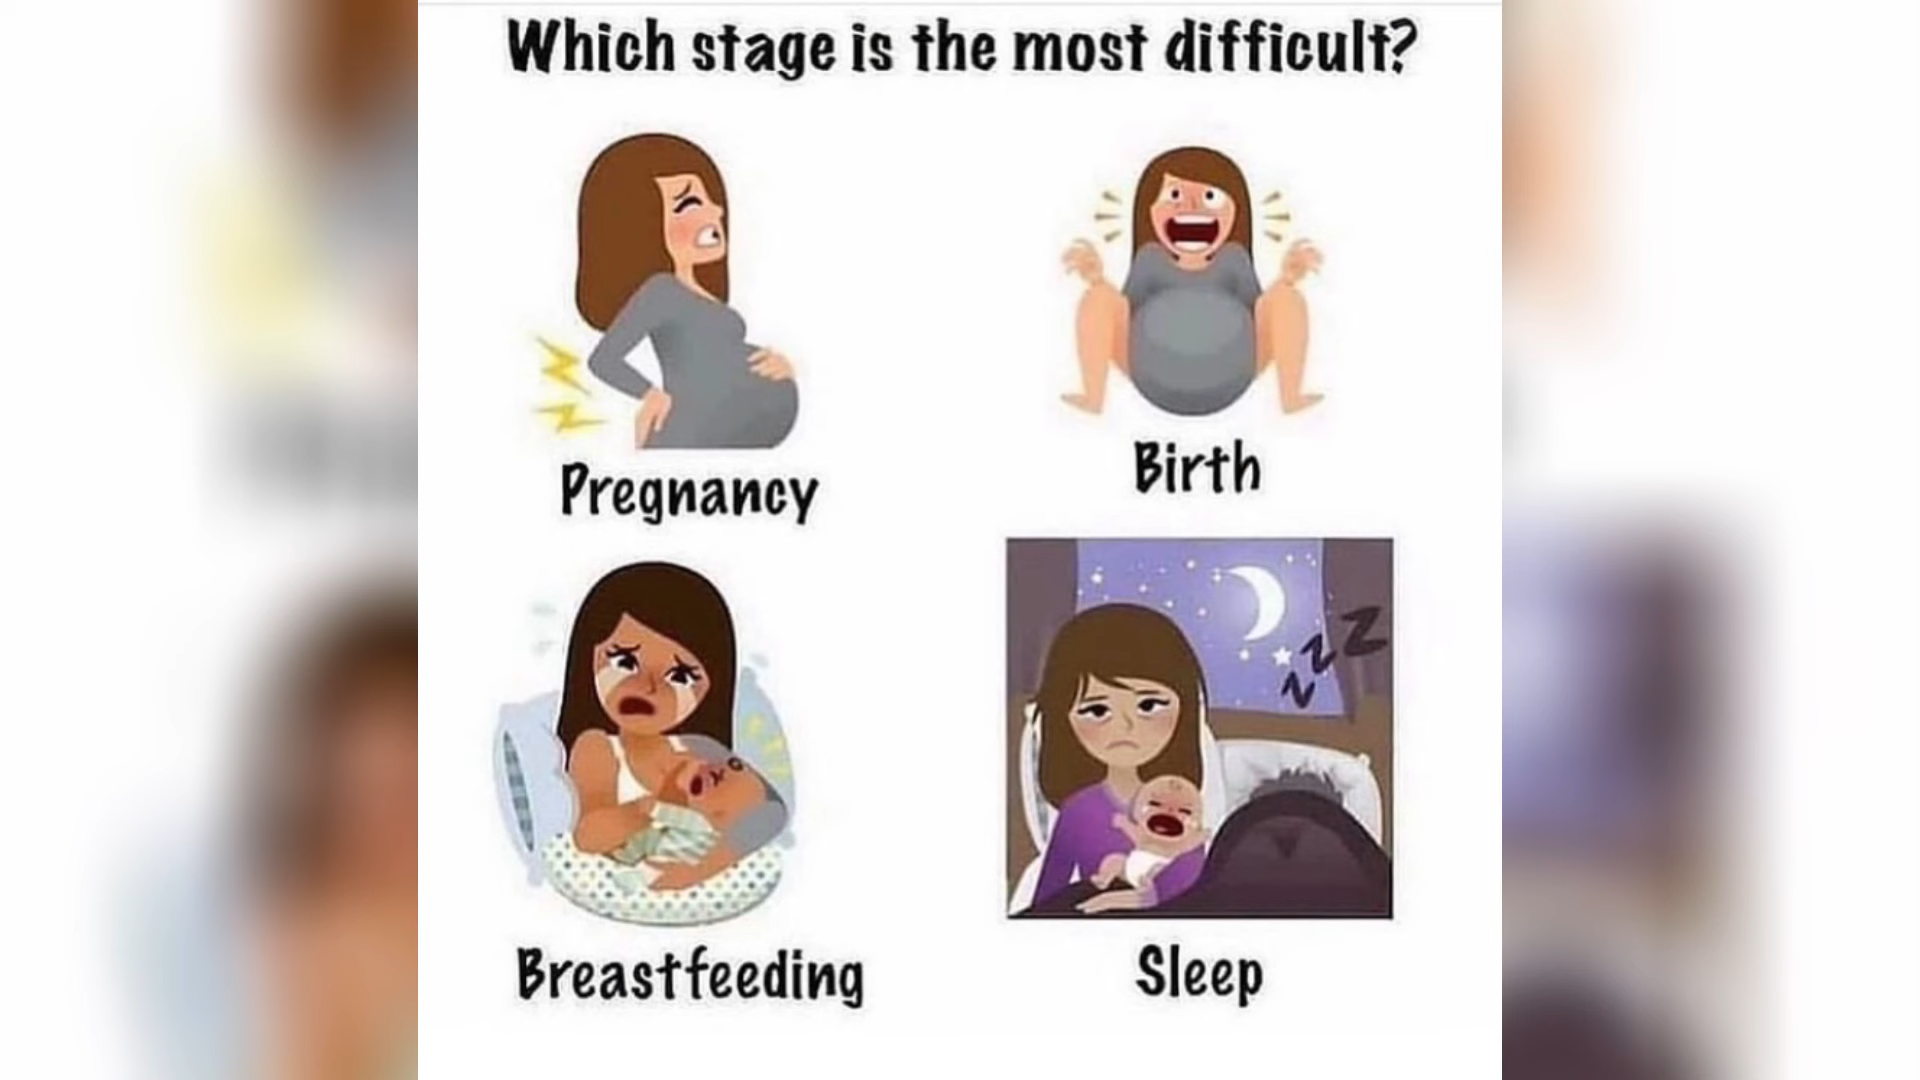 Which stage is the most difficult?
Pregnancy
Birth
Breastfeeding
Sleep
z z Z